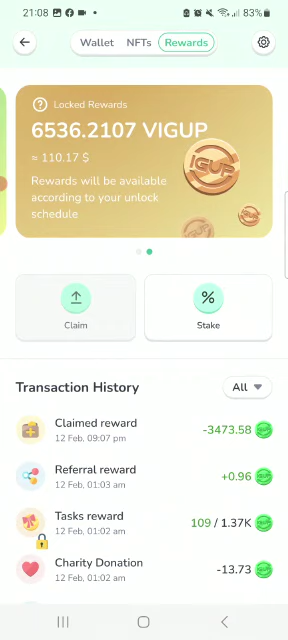 21:08 83%
Wallet NFTs Rewards
Locked Rewards
6536.2107 VIGUP
≈ 110.17 $
Rewards will be available
according to your unlock
schedule
IGUP
Claim Stake
Transaction History All
Claimed reward
12 Feb, 09:07 pm
-3473.58
Referral reward
12 Feb, 01:03 am
+0.96
Tasks reward
12 Feb, 01:02 am
109 / 1.37K
Charity Donation
12 Feb, 01:02 am
-13.73